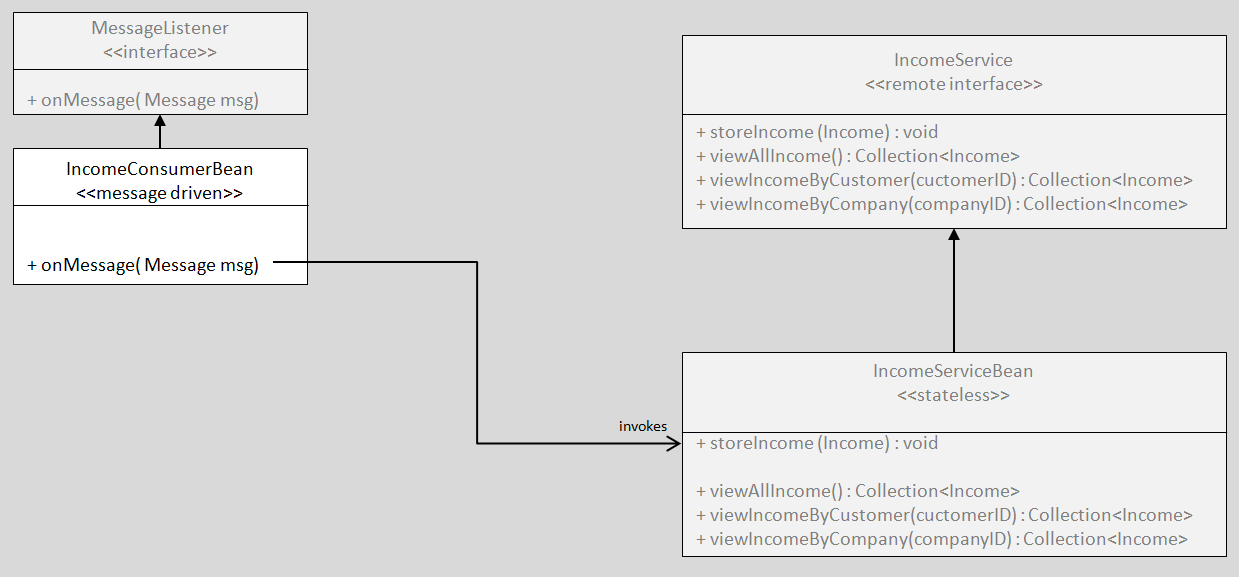 MessageListener
<<interface>>
+ onMessage( Message msg)
IncomeConsumerBean
<<message driven>>
+ onMessage( Message msg)
IncomeService
<<remote interface>>
+ storeIncome (Income) : void
+ viewAllIncome() : Collection<Income>
+ viewIncomeByCustomer(cuctomerID) : Collection<Income>
+ viewIncomeByCompany(companyID) : Collection<Income>
invokes
IncomeServiceBean
<<stateless>>
+ storeIncome (Income) : void
+ viewAllIncome() : Collection<Income>
+ viewIncomeByCustomer(cuctomerID) : Collection<Income>
+ viewIncomeByCompany(companyID) : Collection<Income>